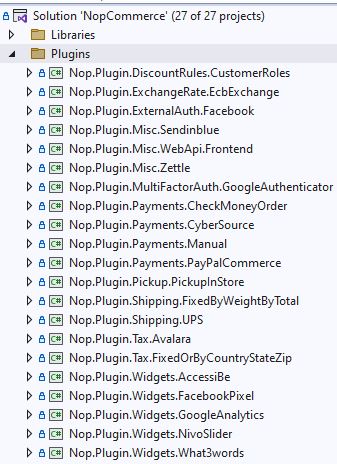 Solution 'NopCommerce' (27 of 27 projects)
Libraries
Plugins
C# Nop.Plugin.DiscountRules.CustomerRoles
C# Nop.Plugin.ExchangeRate.EcbExchange
C# Nop.Plugin.ExternalAuth.Facebook
C# Nop.Plugin.Misc.Sendinblue
C# Nop.Plugin.Misc.WebApi.Frontend
C# Nop.Plugin.Misc.Zettle
C# Nop.Plugin.MultiFactorAuth.GoogleAuthenticator
C# Nop.Plugin.Payments.CheckMoneyOrder
C# Nop.Plugin.Payments.CyberSource
C# Nop.Plugin.Payments.Manual
C# Nop.Plugin.Payments.PayPalCommerce
C# Nop.Plugin.Pickup.PickupInStore
C# Nop.Plugin.Shipping.FixedByWeightByTotal
C# Nop.Plugin.Shipping.UPS
C# Nop.Plugin.Tax.Avalara
C# Nop.Plugin.Tax.FixedOrByCountryStateZip
C# Nop.Plugin.Widgets.AccessiBe
C# Nop.Plugin.Widgets.FacebookPixel
C# Nop.Plugin.Widgets.GoogleAnalytics
C# Nop.Plugin.Widgets.NivoSlider
C# Nop.Plugin.Widgets.What3words